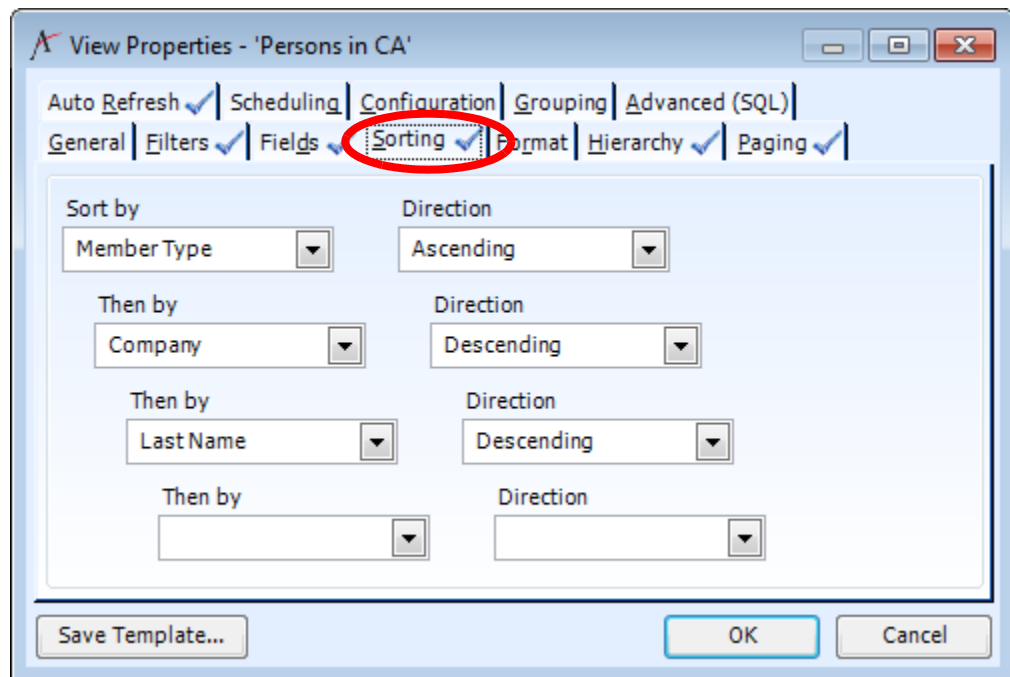 View Properties - 'Persons in CA'
Auto Refresh Scheduling Configuration Grouping Advanced (SQL)
General Filters Fields Sorting Format Hierarchy Paging
Sort by Direction
Member Type Ascending
Then by Direction
Company Descending
Then by Direction
Last Name Descending
Then by Direction
Save Template... OK Cancel